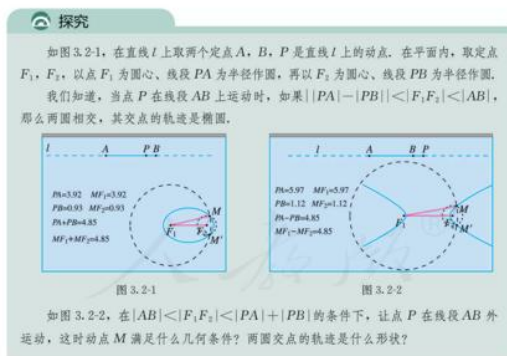 探究
如图3.2-1，在直线l上取两个定点A，B，P是直线l上的动点．在平面内，取定点
F₁，F₂，以点F₁为圆心、线段PA为半径作圆，再以F₂为圆心、线段PB为半径作圆．
我们知道，当点P在线段AB上运动时，如果||PA|－|PB||<|F₁F₂|<|AB|，
那么两圆相交，其交点的轨迹是椭圆．
l A P B
PA=3.92 MF₁=3.92
PB=0.93 MF₂=0.93
PA+PB=4.85
MF₁+MF₂=4.85
F₁ F₂ M M'
图 3.2-1
l A B P
PA=5.97 MF₁=5.97
PB=1.12 MF₂=1.12
PA-PB=4.85
MF₁-MF₂=4.85
F₁ F₂ M M'
图 3.2-2
如图3.2-2，在|AB|<|F₁F₂|<|PA|+|PB|的条件下，让点P在线段AB外
运动，这时动点M满足什么几何条件？两圆交点的轨迹是什么形状？